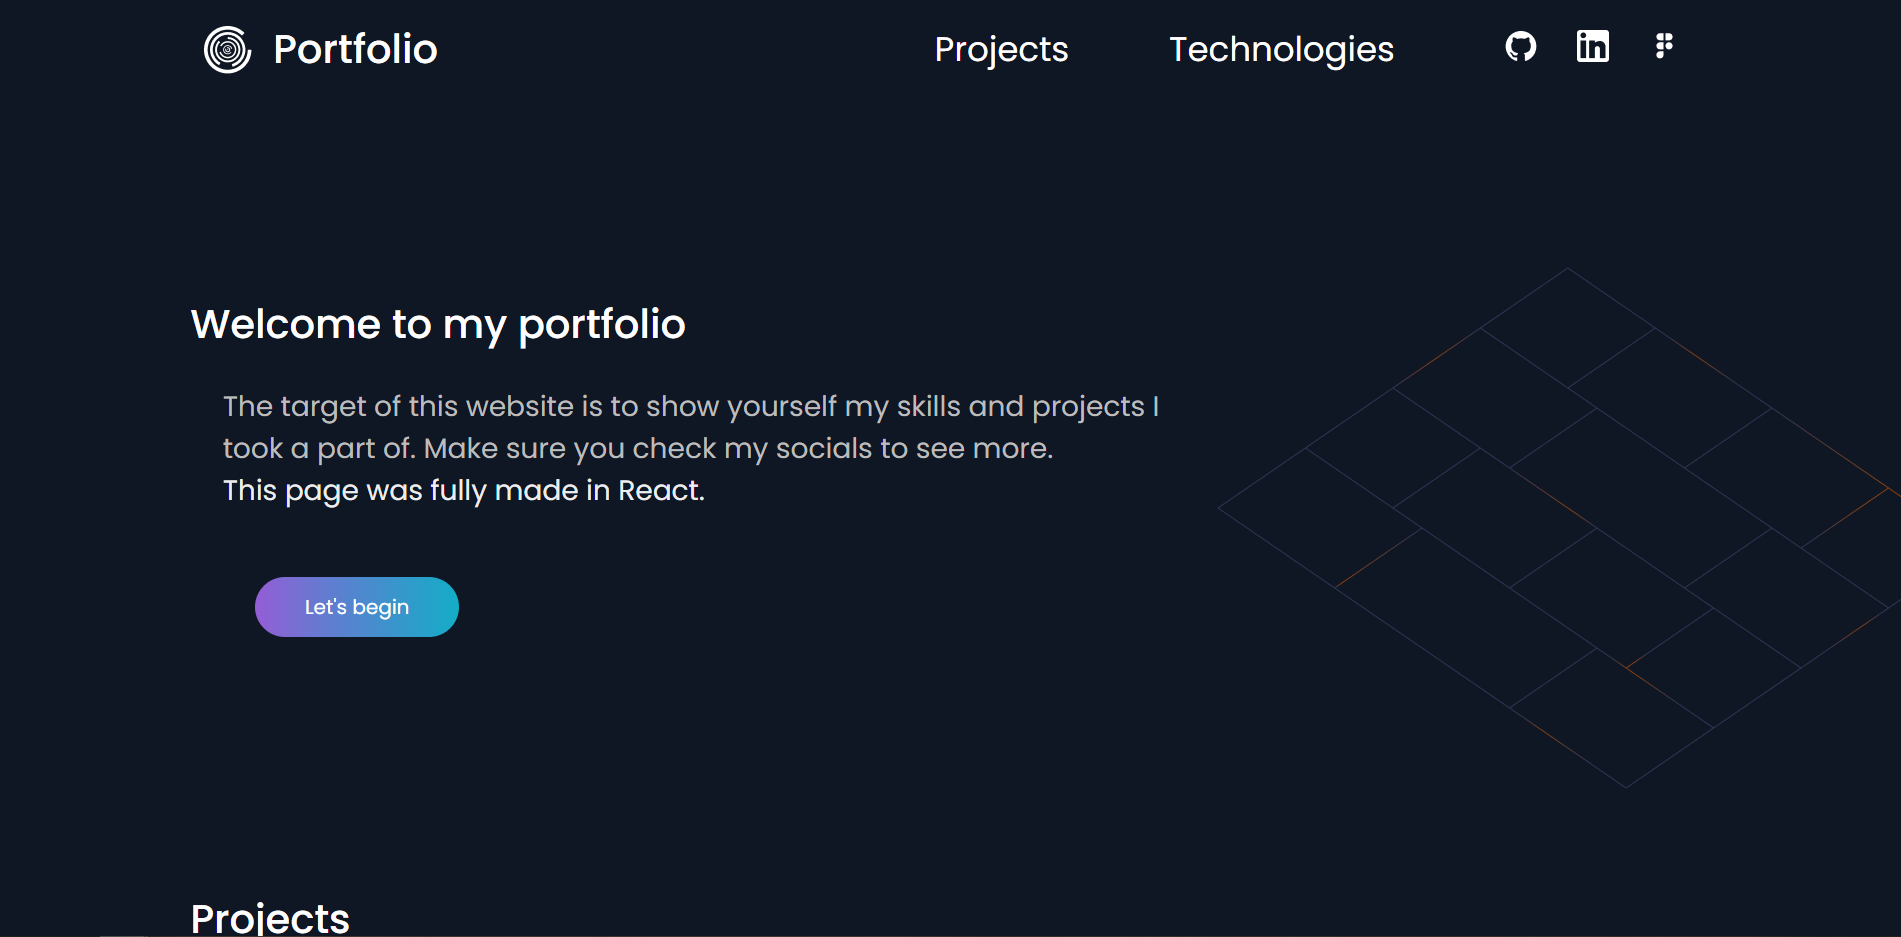 Portfolio
Projects
Technologies
Welcome to my portfolio
The target of this website is to show yourself my skills and projects I
took a part of. Make sure you check my socials to see more.
This page was fully made in React.
Let's begin
Projects